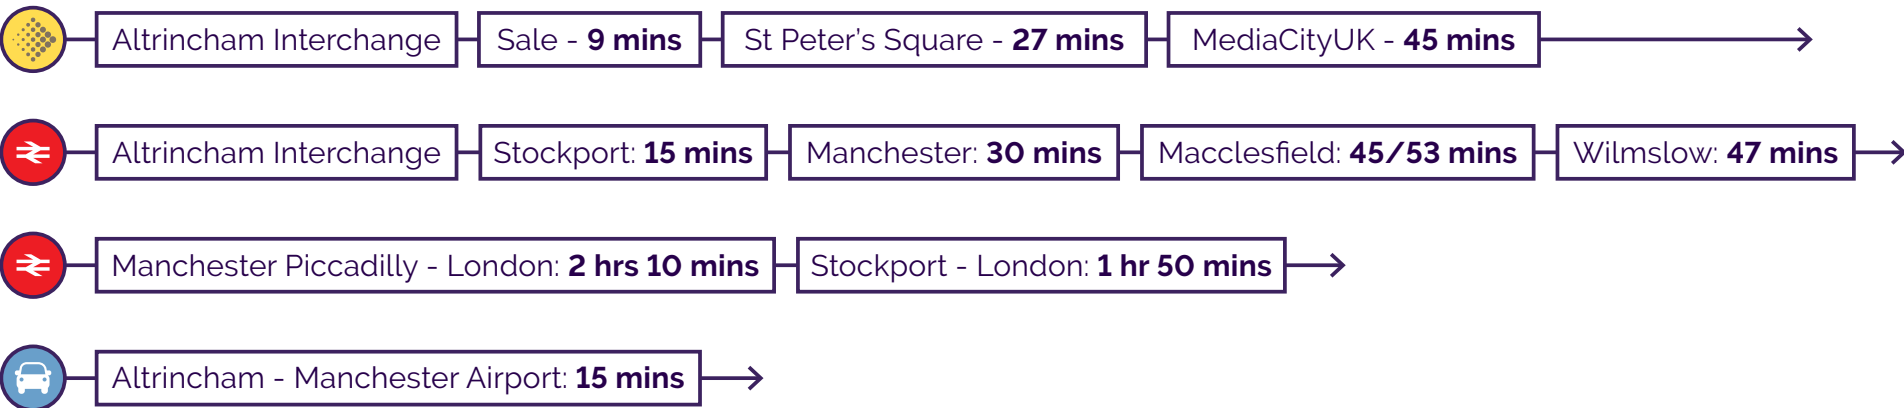 Altrincham Interchange Sale - 9 mins St Peter’s Square - 27 mins MediaCityUK - 45 mins
Altrincham Interchange Stockport: 15 mins Manchester: 30 mins Macclesfield: 45/53 mins Wilmslow: 47 mins
Manchester Piccadilly - London: 2 hrs 10 mins Stockport - London: 1 hr 50 mins
Altrincham - Manchester Airport: 15 mins